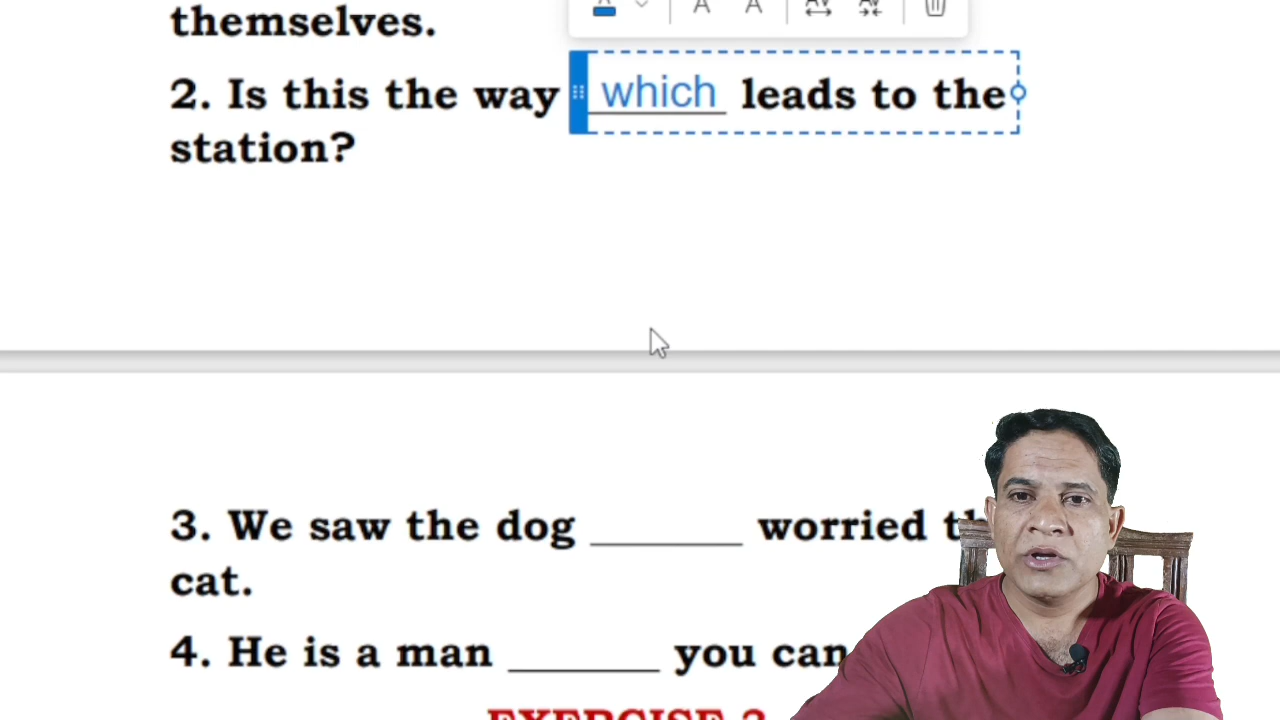 themselves.
2. Is this the way which leads to the
station?
3. We saw the dog ________ worried
cat.
4. He is a man ________ you can